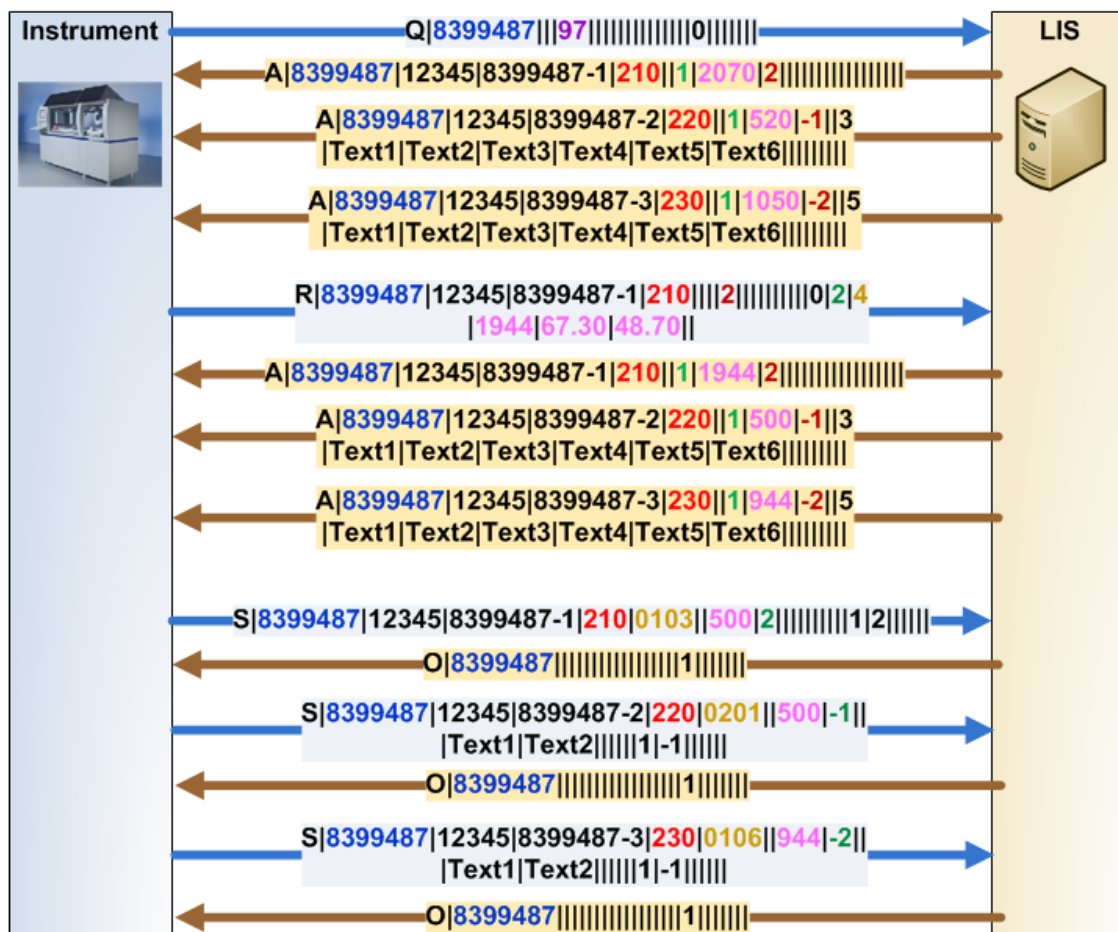 Instrument
LIS
Q|8399487|||97||||||||||||||0|||||||
A|8399487|12345|8399487-1|210||1|2070|2|||||||||||||||||
A|8399487|12345|8399487-2|220||1|520|-1||3
|Text1|Text2|Text3|Text4|Text5|Text6|||||||||
A|8399487|12345|8399487-3|230||1|1050|-2||5
|Text1|Text2|Text3|Text4|Text5|Text6|||||||||
R|8399487|12345|8399487-1|210||||2||||||||||0|2|4
|1944|67.30|48.70||
A|8399487|12345|8399487-1|210||1|1944|2|||||||||||||||||
A|8399487|12345|8399487-2|220||1|500|-1||3
|Text1|Text2|Text3|Text4|Text5|Text6|||||||||
A|8399487|12345|8399487-3|230||1|944|-2||5
|Text1|Text2|Text3|Text4|Text5|Text6|||||||||
S|8399487|12345|8399487-1|210|0103||500|2||||||||||1|2||||||
O|8399487|||||||||||||||||1|||||||
S|8399487|12345|8399487-2|220|0201||500|-1||
|Text1|Text2||||||1|-1||||||
O|8399487|||||||||||||||||1|||||||
S|8399487|12345|8399487-3|230|0106||944|-2||
|Text1|Text2||||||1|-1||||||
O|8399487|||||||||||||||||1|||||||